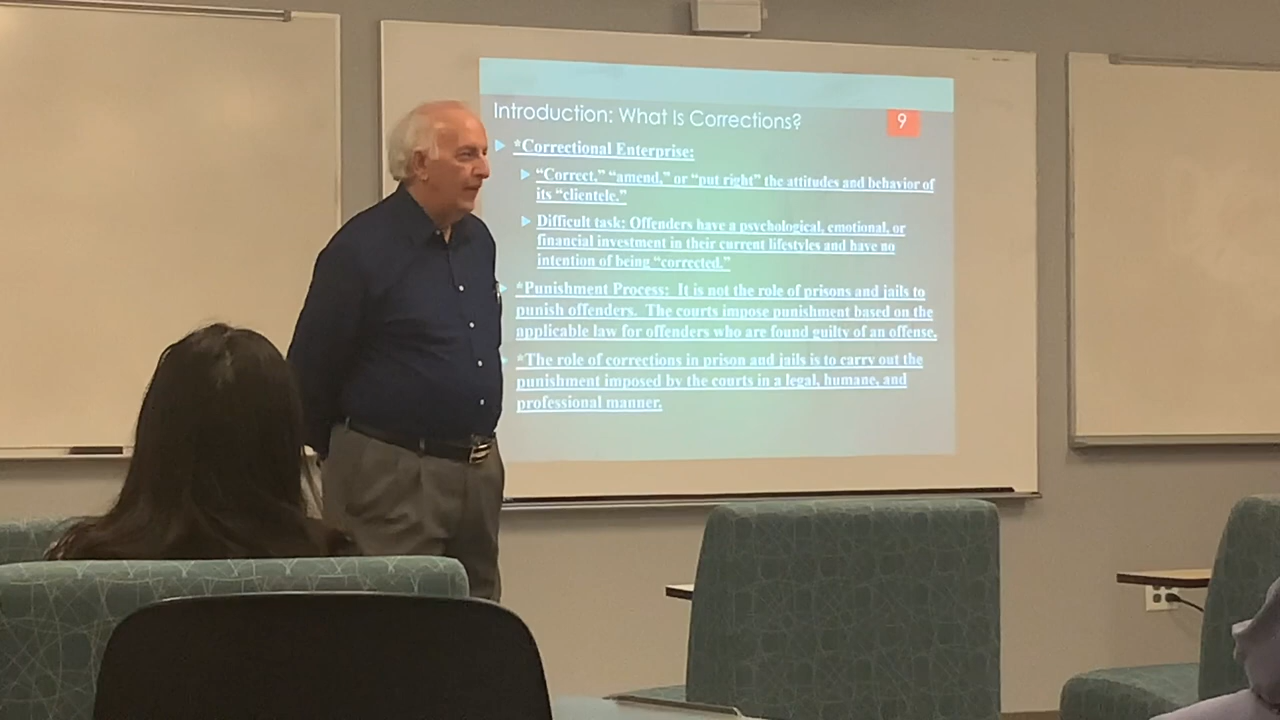 Introduction: What Is Corrections?
9
*Correctional Enterprise:
“Correct,” “amend,” or “put right” the attitudes and behavior of
its “clientele.”
Difficult task: Offenders have a psychological, emotional, or
financial investment in their current lifestyles and have no
intention of being “corrected.”
*Punishment Process:  It is not the role of prisons and jails to
punish offenders.  The courts impose punishment based on the
applicable law for offenders who are found guilty of an offense.
*The role of corrections in prison and jails is to carry out the
punishment imposed by the courts in a legal, humane, and
professional manner.